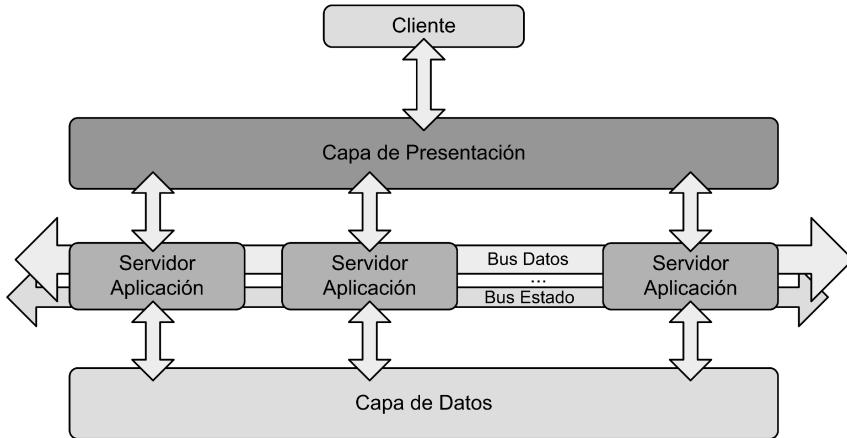 Cliente
Capa de Presentación
Servidor
Aplicación
Servidor
Aplicación
Bus Datos
...
Bus Estado
Servidor
Aplicación
Capa de Datos